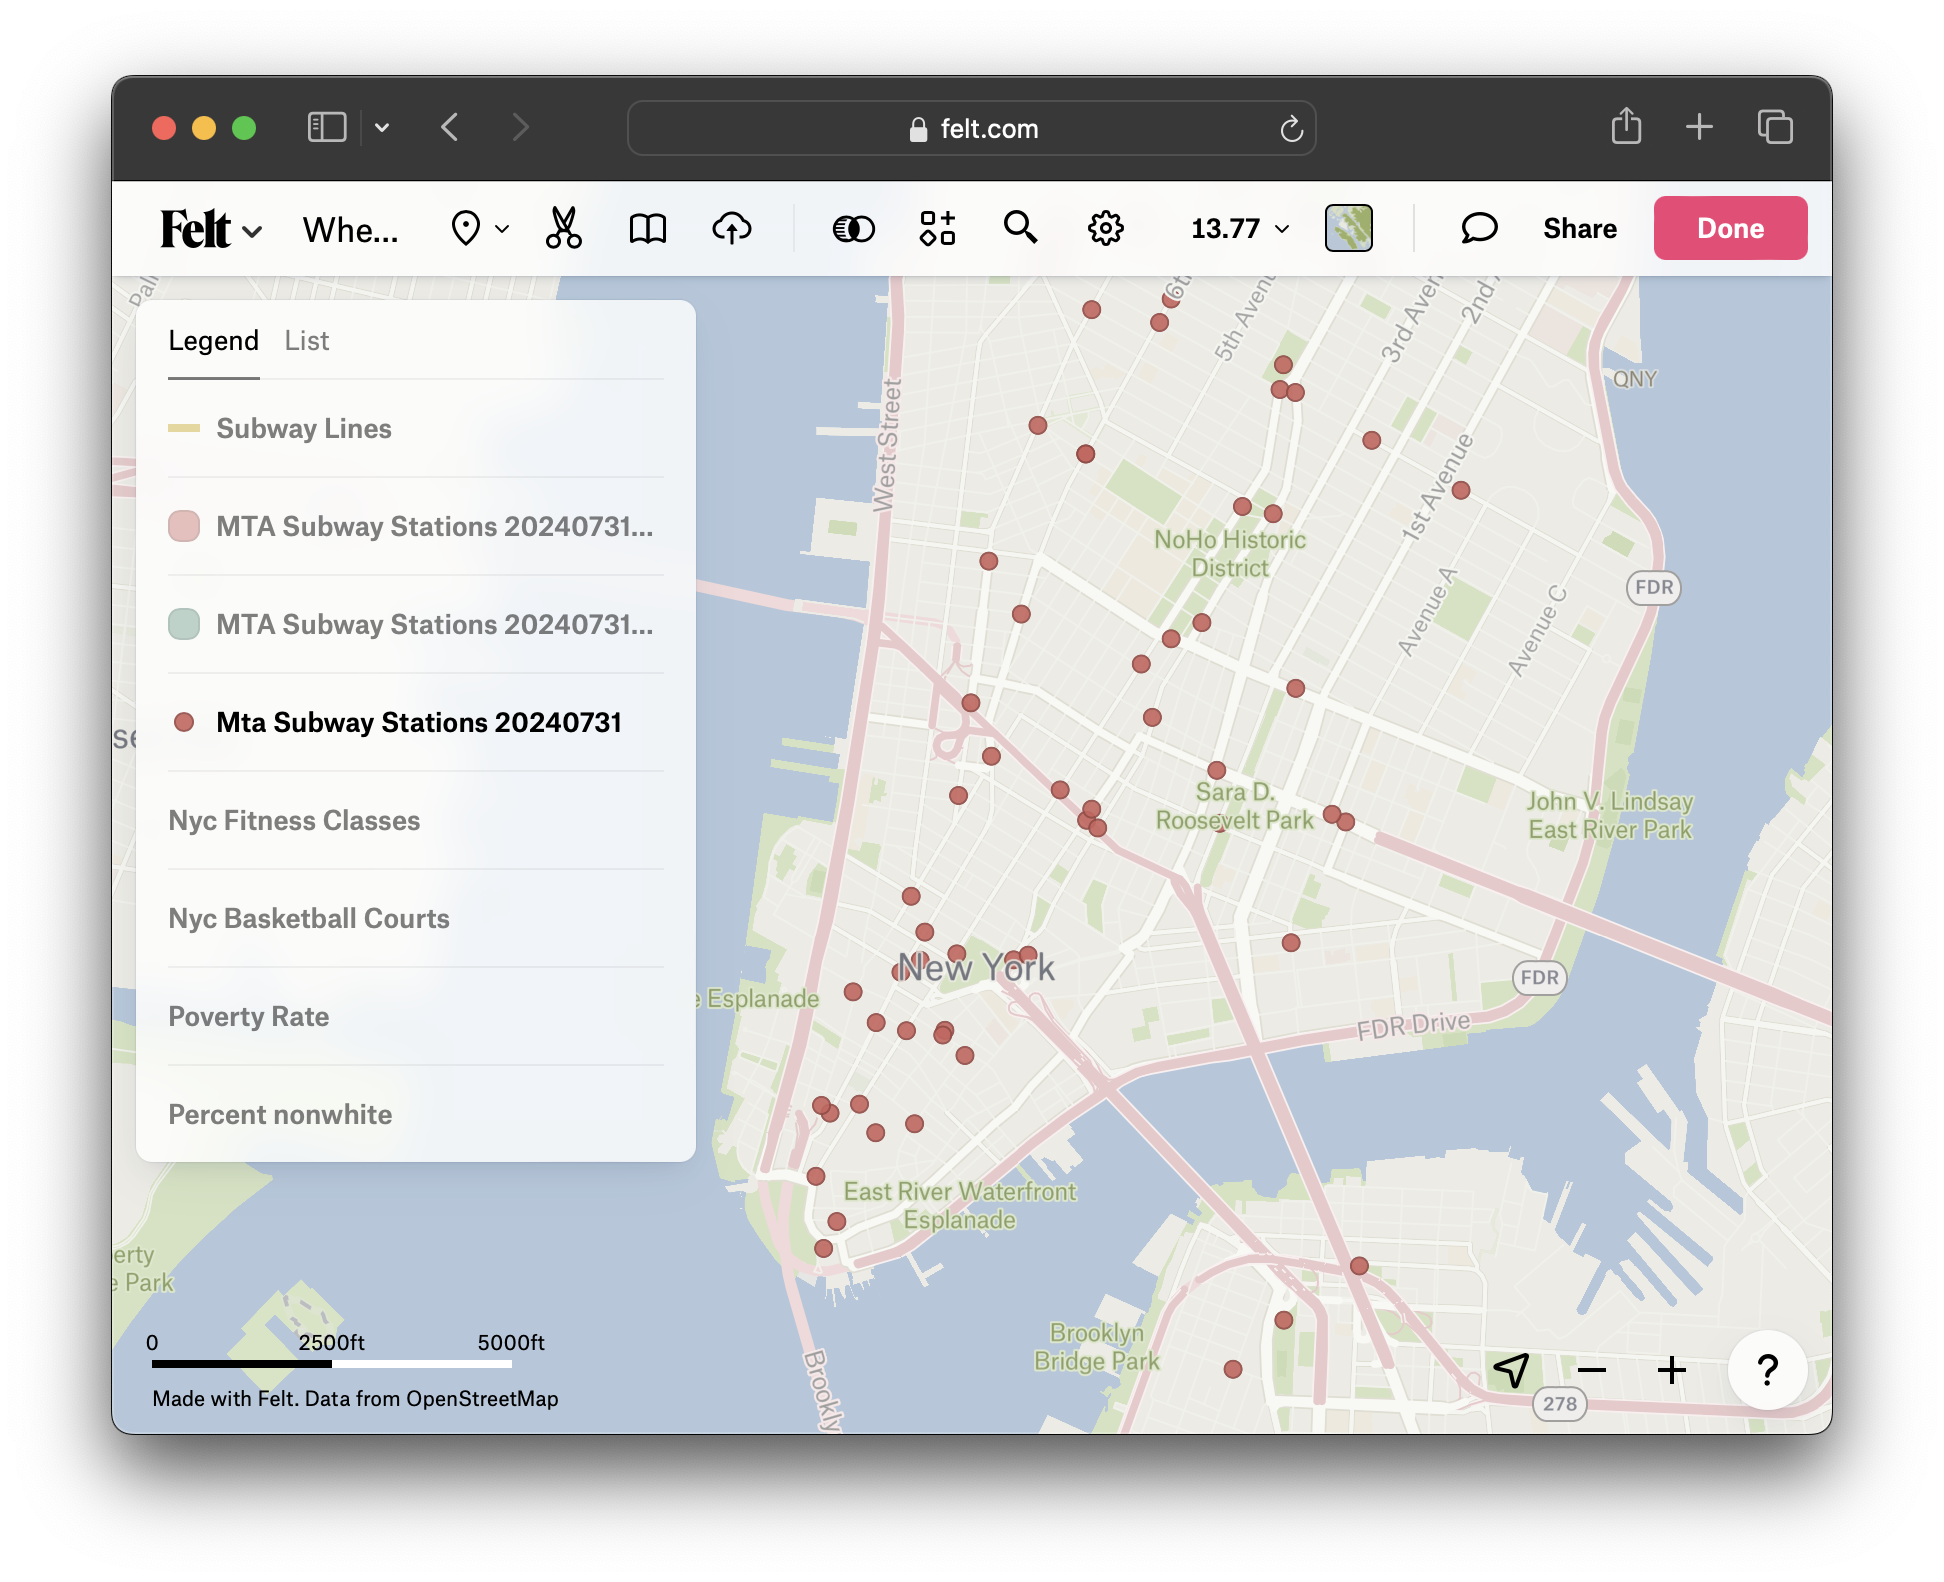 felt.com
Felt
Whe...
13.77
Share
Done
Legend
List
Subway Lines
MTA Subway Stations 20240731...
MTA Subway Stations 20240731...
Mta Subway Stations 20240731
Nyc Fitness Classes
Nyc Basketball Courts
Poverty Rate
Percent nonwhite
6th
5th Avenu
3rd Aven
2nd
QNY
West Street
1st Avenue
NoHo Historic
District
FDR
Avenue A
Avenue C
Sara D.
Roosevelt Park
John V. Lindsay
East River Park
New York
e Esplanade
FDR
FDR Drive
East River Waterfront
Esplanade
erty
e Park
Brooklyn
Bridge Park
Brookly
278
0
2500ft
5000ft
Made with Felt. Data from OpenStreetMap
?